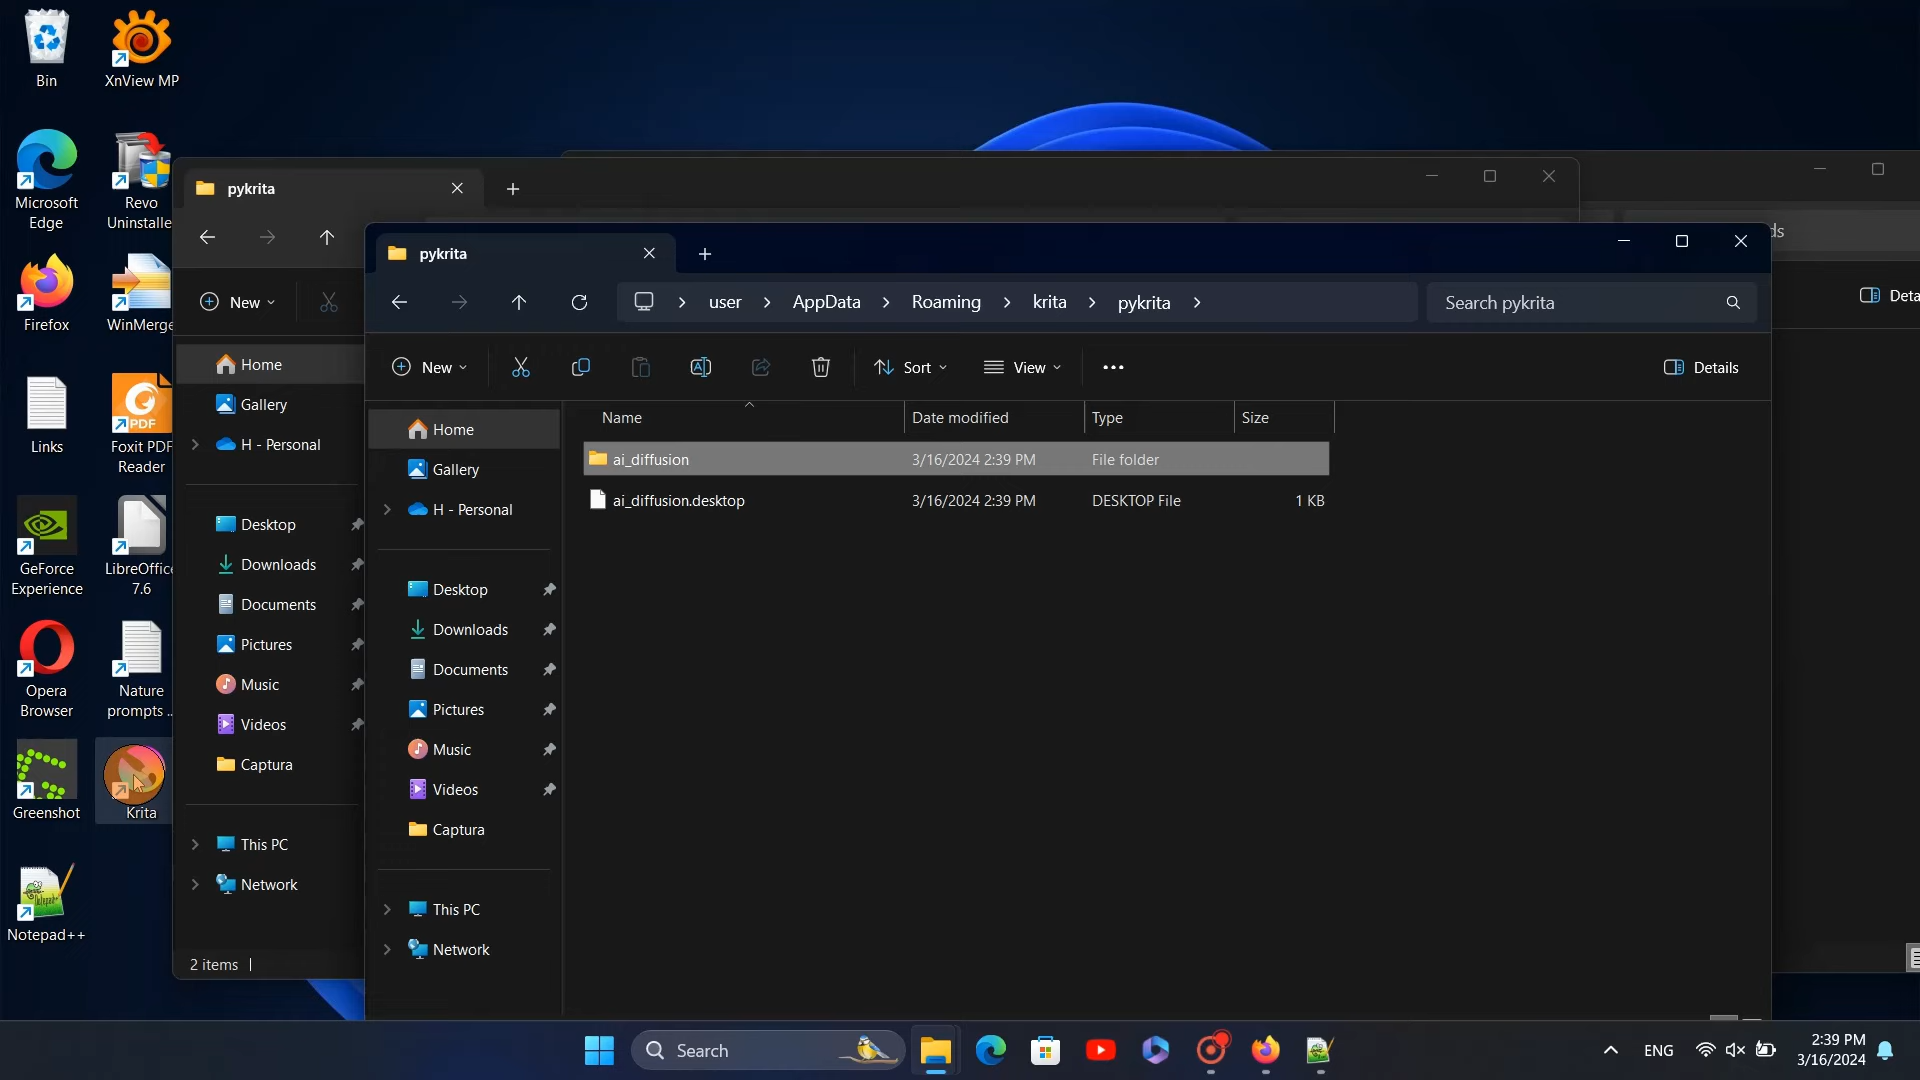 Bin
XnView MP
Microsoft
Edge
Revo
Uninstalle
Firefox
WinMerge
Links
Foxit PDF
Reader
PDF
GeForce
Experience
LibreOffic
7.6
Opera
Browser
Nature
prompts ..
Greenshot
Krita
Notepad++
pykrita
New
Home
Gallery
H - Personal
Desktop
Downloads
Documents
Pictures
Music
Videos
Captura
This PC
Network
2 items
ds
Deta
pykrita
user > AppData > Roaming > krita > pykrita >
Search pykrita
New
Sort
View
Details
Home
Gallery
H - Personal
Desktop
Downloads
Documents
Pictures
Music
Videos
Captura
This PC
Network
Name Date modified Type Size
ai_diffusion 3/16/2024 2:39 PM File folder
ai_diffusion.desktop 3/16/2024 2:39 PM DESKTOP File 1 KB
Search
ENG
2:39 PM
3/16/2024